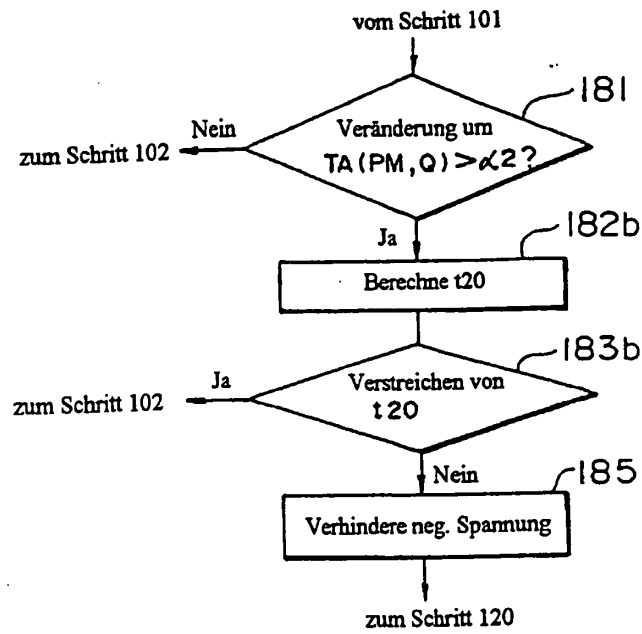 vom Schritt 101
181
Nein
Veränderung um
TA(PM,Q)>α2?
zum Schritt 102
Ja
182b
Berechne t20
183b
Ja
Verstreichen von
t20
zum Schritt 102
Nein
185
Verhindere neg. Spannung
zum Schritt 120